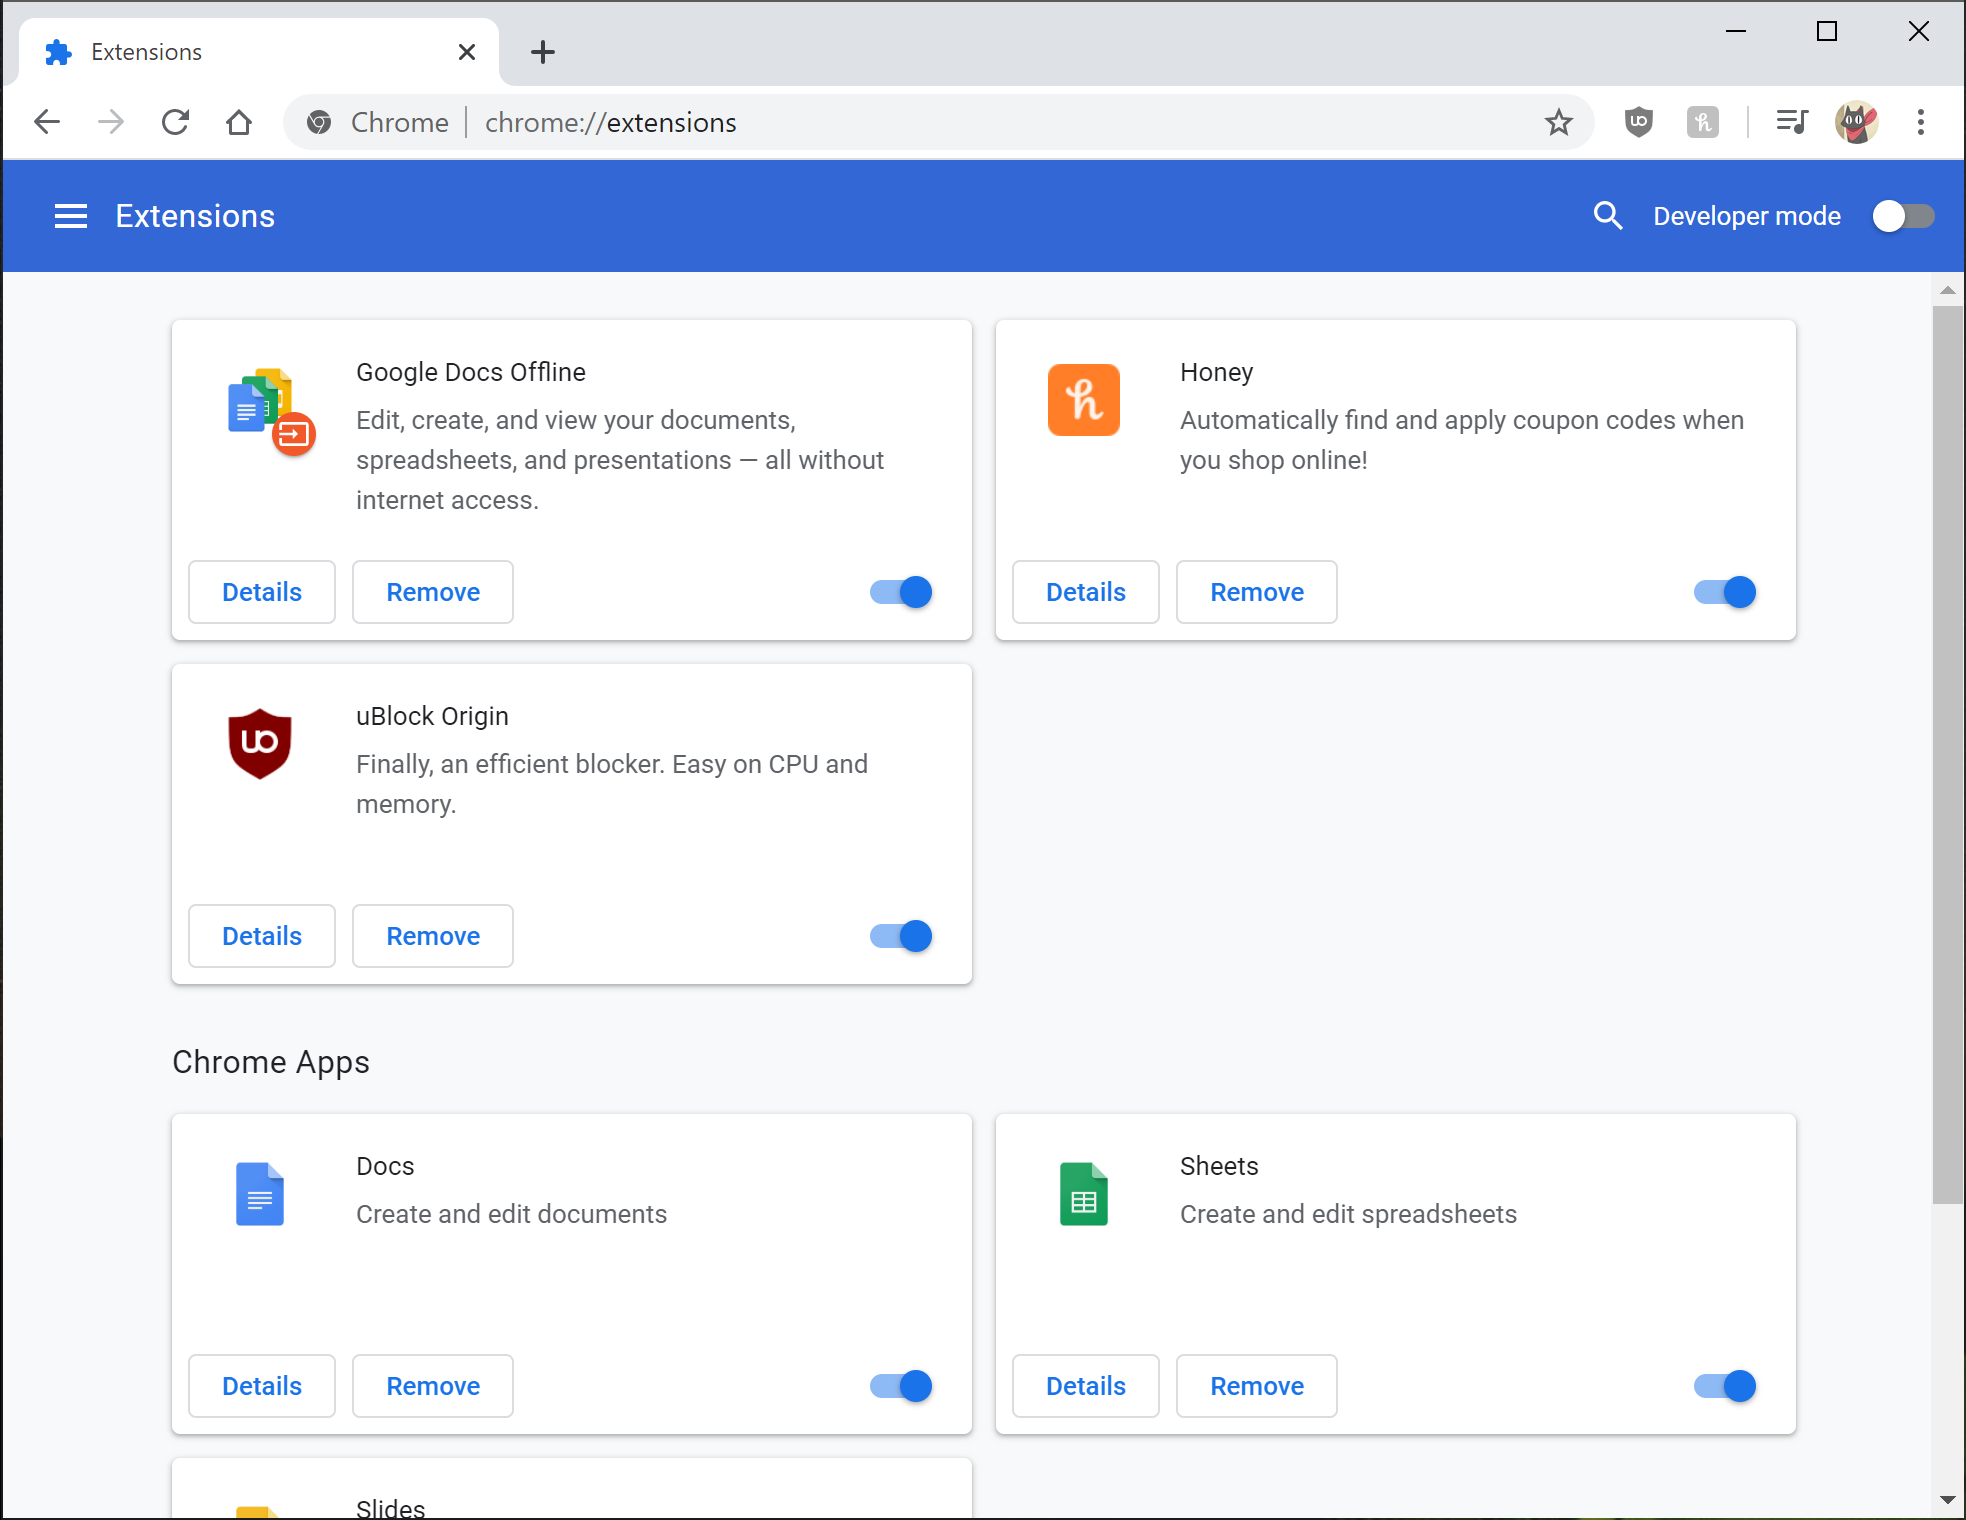 Extensions
Chrome | chrome://extensions
Extensions
Developer mode
Google Docs Offline
Edit, create, and view your documents,
spreadsheets, and presentations — all without
internet access.
Details
Remove
Honey
Automatically find and apply coupon codes when
you shop online!
Details
Remove
uBlock Origin
Finally, an efficient blocker. Easy on CPU and
memory.
Details
Remove
Chrome Apps
Docs
Create and edit documents
Details
Remove
Sheets
Create and edit spreadsheets
Details
Remove
Slides